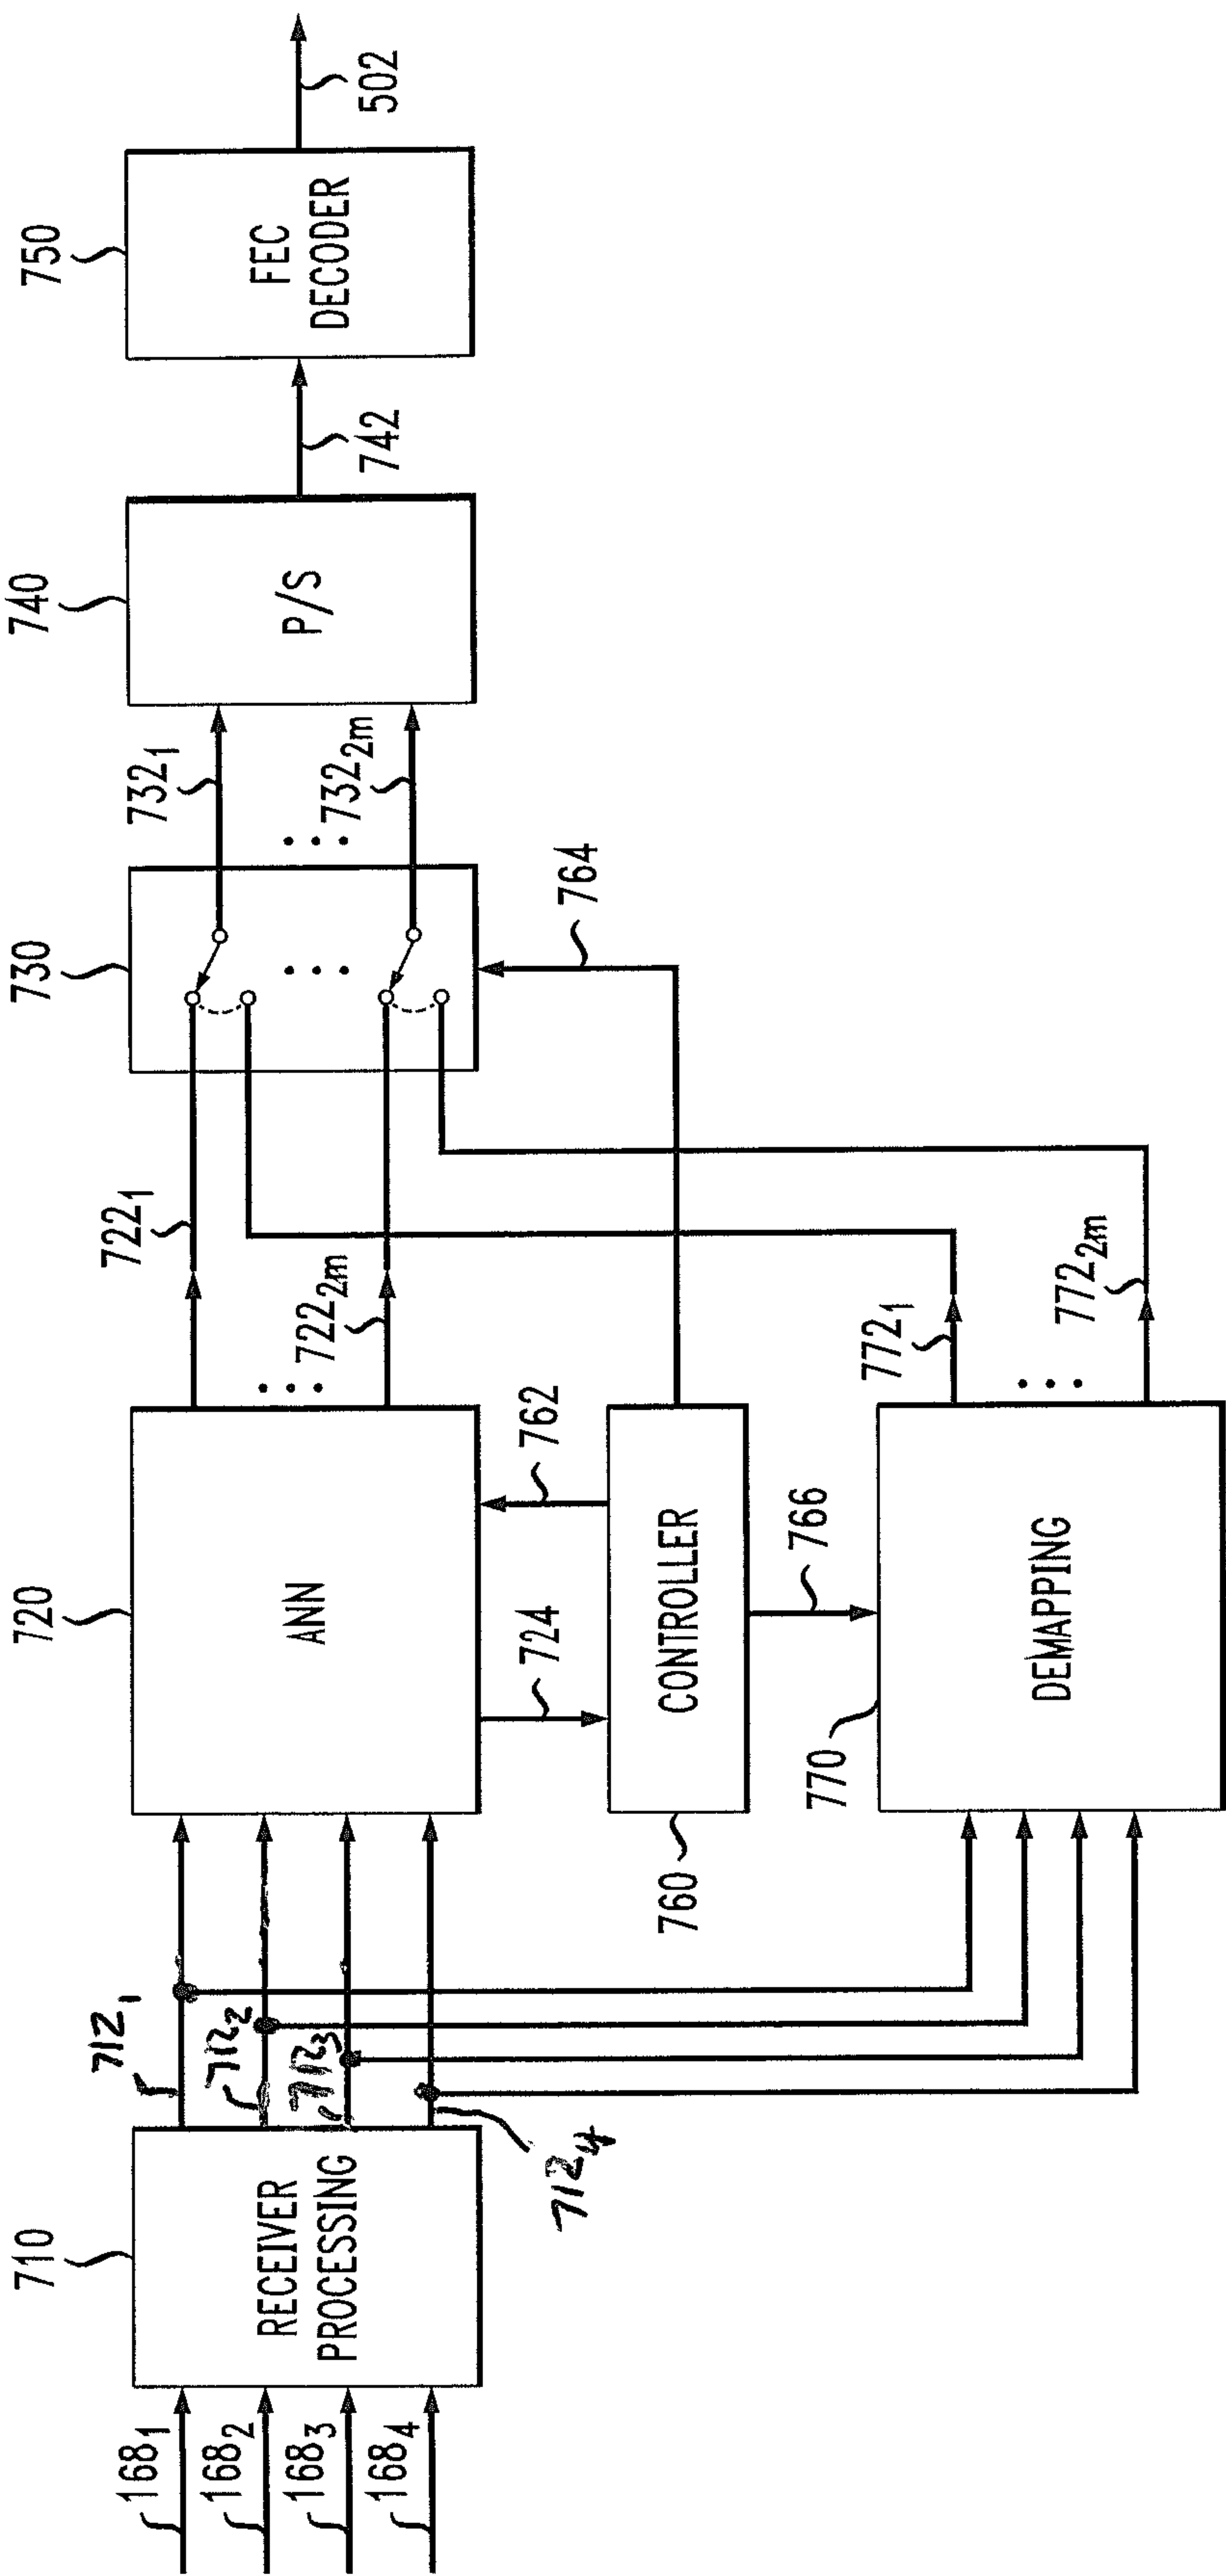 710
720
730
740
750
168₁
168₂
168₃
168₄
RECEIVER
PROCESSING
712₁
712₂
712₃
712₄
ANN
722₁
722₂ₘ
732₁
732₂ₘ
P/S
742
FEC
DECODER
502
724
762
764
760
CONTROLLER
766
770
DEMAPPING
772₁
772₂ₘ